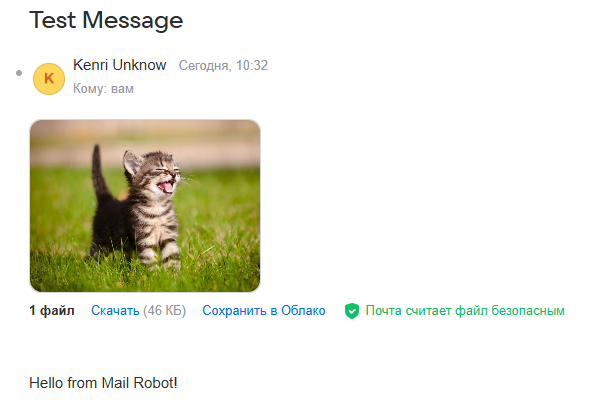 Test Message
Kenri Unknow Сегодня, 10:32
К
Кому: вам
1 файл Скачать (46 КБ) Сохранить в Облако Почта считает файл безопасным
Hello from Mail Robot!